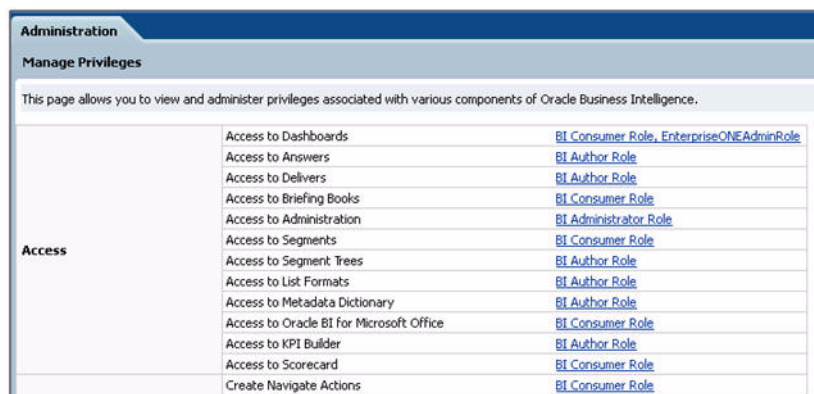 Administration
Manage Privileges
This page allows you to view and administer privileges associated with various components of Oracle Business Intelligence.
Access
Access to Dashboards BI Consumer Role, EnterpriseONEAdminRole
Access to Answers BI Author Role
Access to Delivers BI Author Role
Access to Briefing Books BI Consumer Role
Access to Administration BI Administrator Role
Access to Segments BI Consumer Role
Access to Segment Trees BI Author Role
Access to List Formats BI Author Role
Access to Metadata Dictionary BI Author Role
Access to Oracle BI for Microsoft Office BI Consumer Role
Access to KPI Builder BI Author Role
Access to Scorecard BI Consumer Role
Create Navigate Actions BI Consumer Role